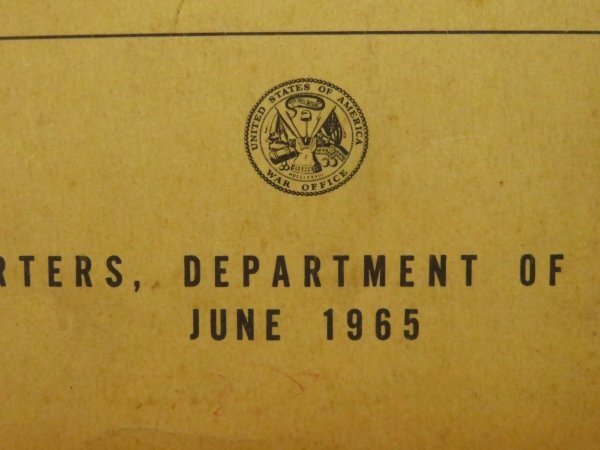 UNITED STATES OF AMERICA
WAR OFFICE
RTERS, DEPARTMENT OF
JUNE 1965